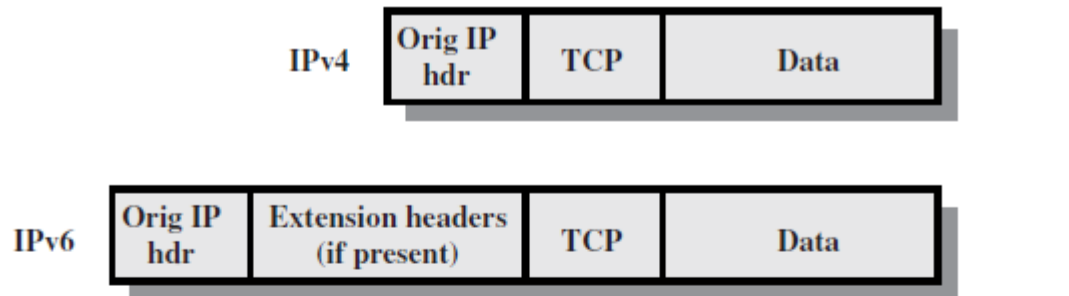 IPv4
Orig IP
hdr
TCP
Data
IPv6
Orig IP
hdr
Extension headers
(if present)
TCP
Data